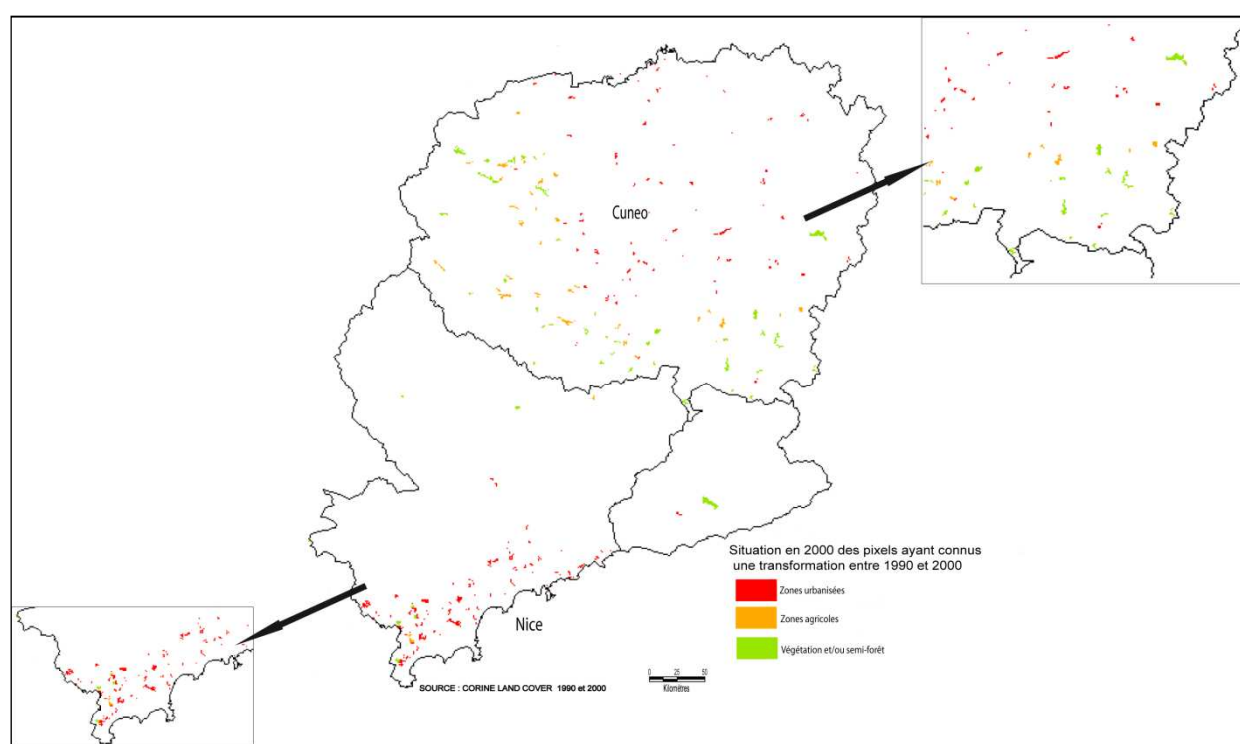 Cuneo
Situation en 2000 des pixels ayant connus
une transformation entre 1990 et 2000
Zones urbanisées
Zones agricoles
Végétation et/ou semi-forêt
Nice
SOURCE : CORINE LAND COVER 1990 et 2000
0 25 50
Kilomètres